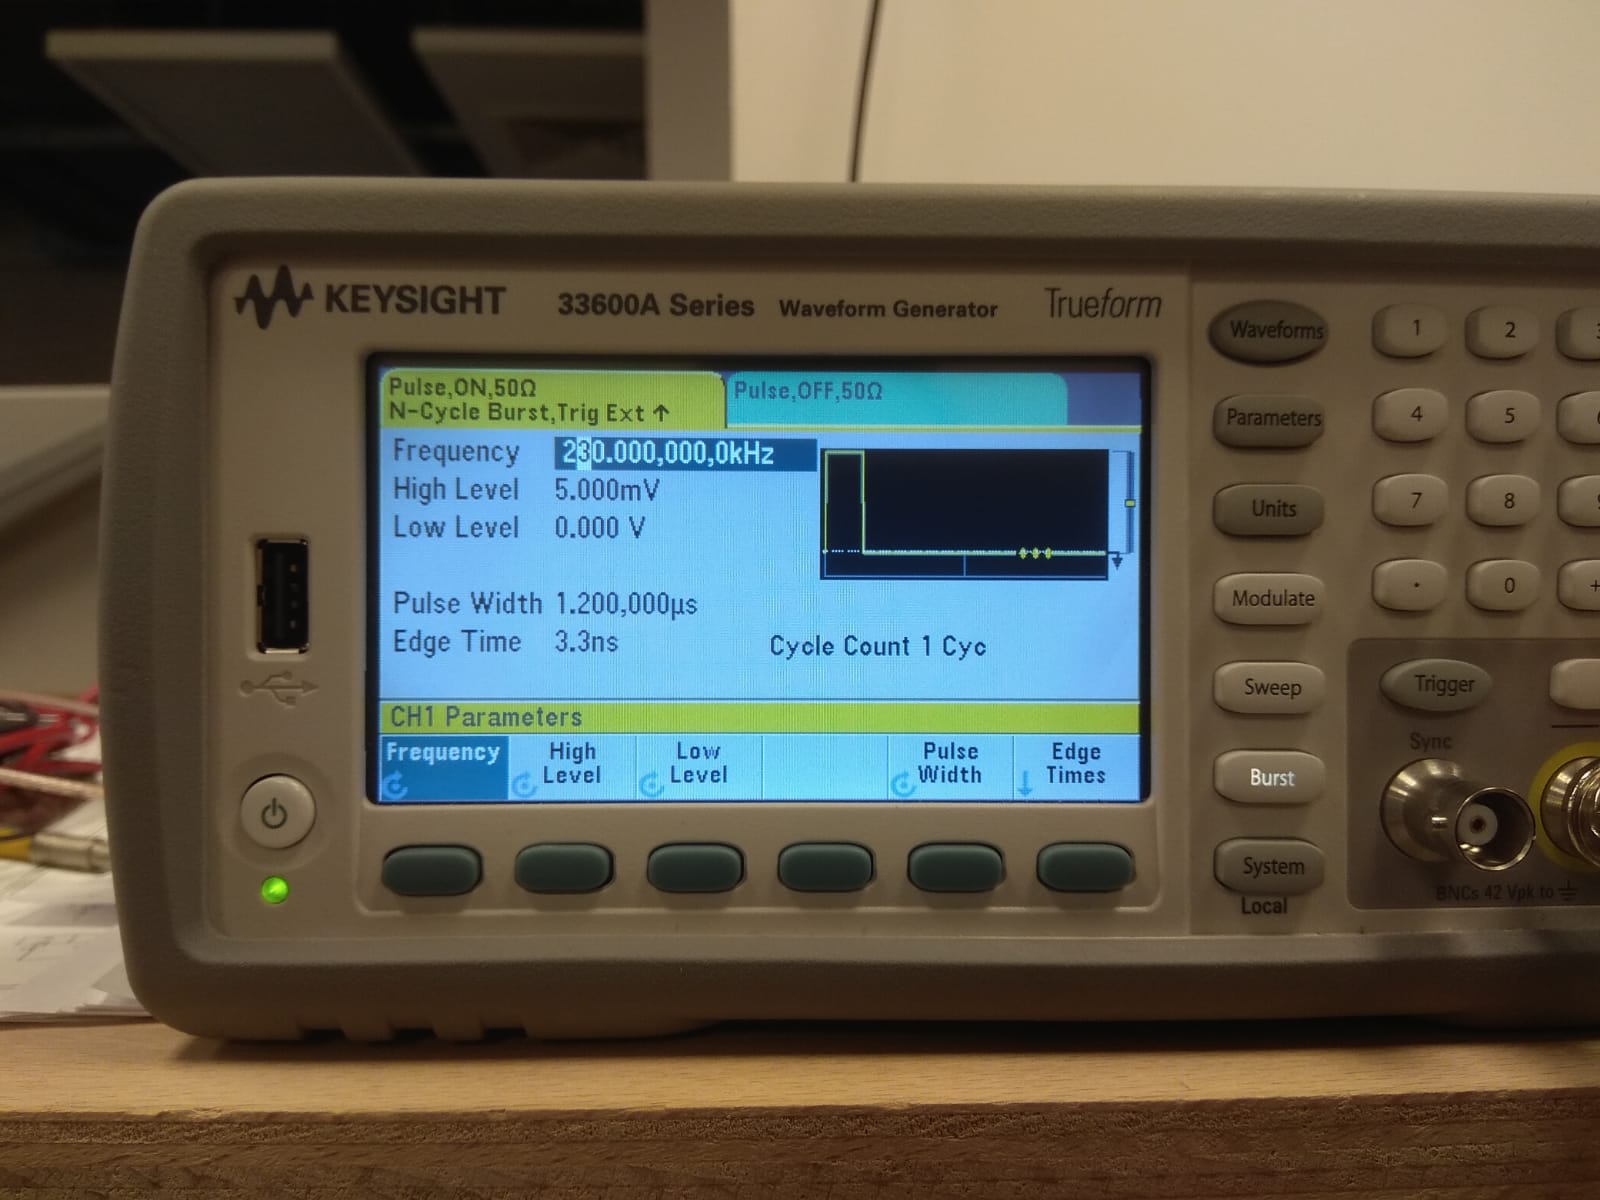 KEYSIGHT 33600A Series Waveform Generator Trueform
Pulse,ON,50Ω
N-Cycle Burst,Trig Ext ↑
Pulse,OFF,50Ω
Frequency 230.000,000,0kHz
High Level 5.000mV
Low Level 0.000 V
Pulse Width 1.200,000µs
Edge Time 3.3ns
Cycle Count 1 Cyc
CH1 Parameters
Frequency
High
Level
Low
Level
Pulse
Width
Edge
Times
Waveforms
Parameters
Units
Modulate
Sweep
Burst
System
Local
1 2
4 5
7 8
. 0
Trigger
Sync
BNCs 42 Vpk to